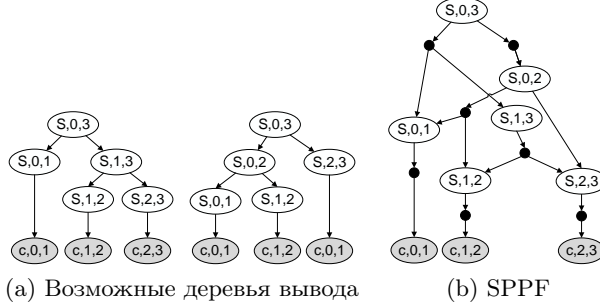 S,0,3
S,0,2
S,0,3
S,0,3
S,0,1
S,1,3
S,0,1
S,1,3
S,0,2
S,2,3
S,1,2
S,2,3
S,1,2
S,2,3
S,0,1
S,1,2
c,0,1
c,1,2
c,2,3
c,0,1
c,1,2
c,0,1
c,0,1
c,1,2
c,2,3
(a) Возможные деревья вывода
(b) SPPF